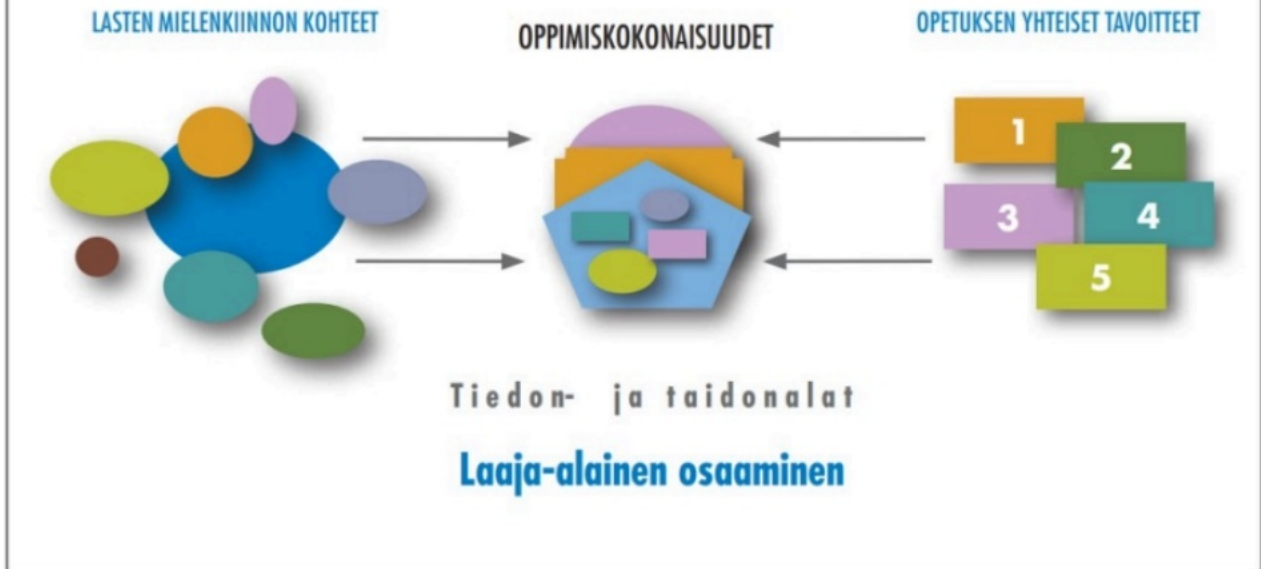 LASTEN MIELENKIINNON KOHTEET
OPPIMISKOKONAISUUDET
OPETUKSEN YHTEISET TAVOITTEET
1
2
3
4
5
Tiedon- ja taidonalat
Laaja-alainen osaaminen